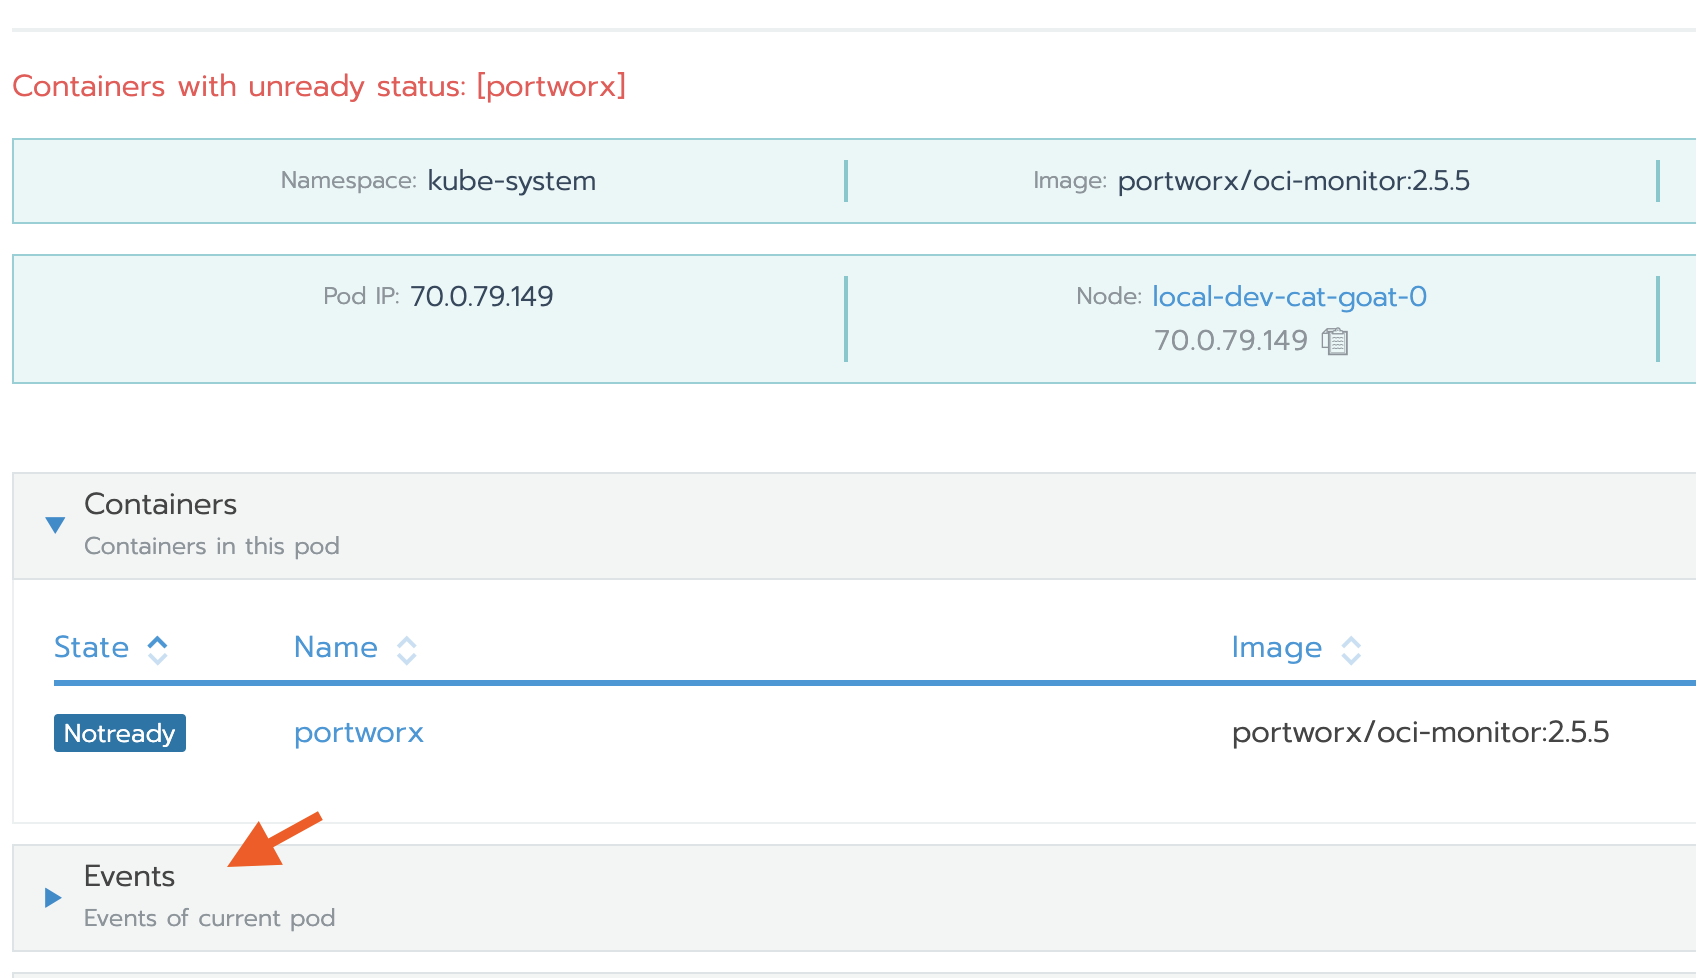 Containers with unready status: [portworx]
Namespace: kube-system
Image: portworx/oci-monitor:2.5.5
Pod IP: 70.0.79.149
Node: local-dev-cat-goat-0
70.0.79.149
Containers
Containers in this pod
State Name Image
Notready portworx portworx/oci-monitor:2.5.5
Events
Events of current pod